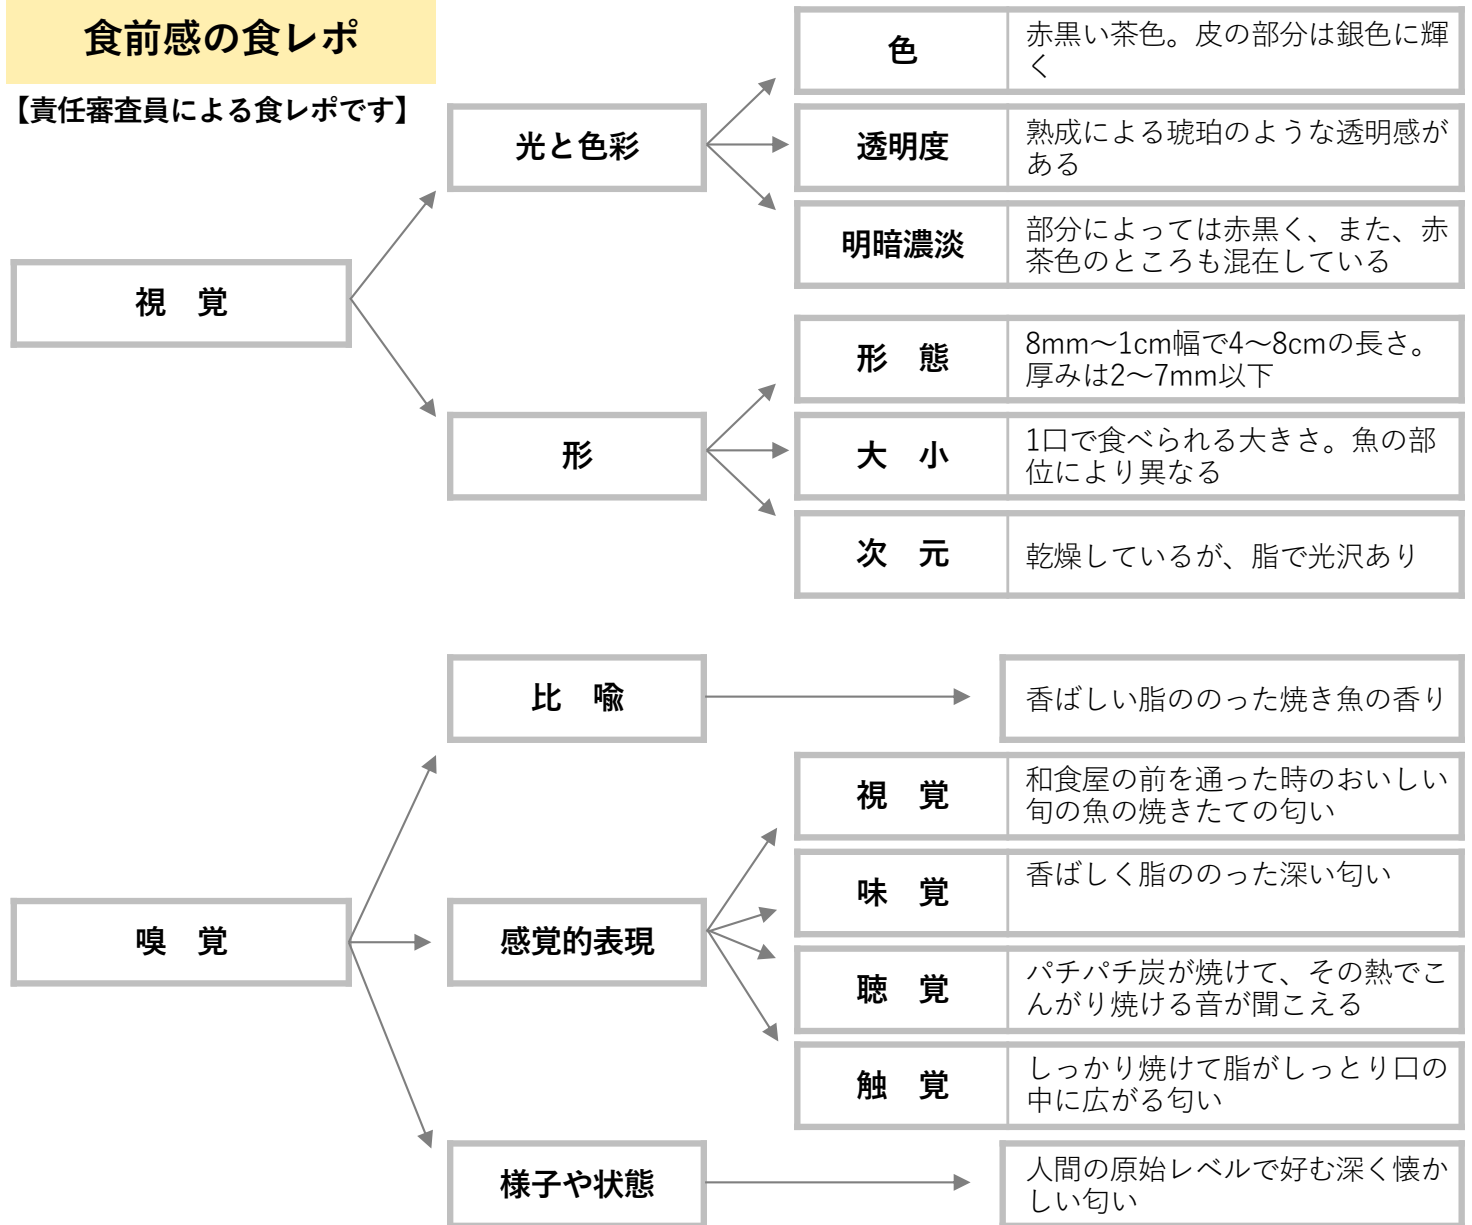 食前感の食レポ
【責任審査員による食レポです】
視　覚
光と色彩
色
赤黒い茶色。皮の部分は銀色に輝
く
透明度
熟成による琥珀のような透明感が
ある
明暗濃淡
部分によっては赤黒く、また、赤
茶色のところも混在している
形
形　態
8mm～1cm幅で4～8cmの長さ。
厚みは2～7mm以下
大　小
1口で食べられる大きさ。魚の部
位により異なる
次　元
乾燥しているが、脂で光沢あり
嗅　覚
比　喩
香ばしい脂ののった焼き魚の香り
感覚的表現
視　覚
和食屋の前を通った時のおいしい
旬の魚の焼きたての匂い
味　覚
香ばしく脂ののった深い匂い
聴　覚
パチパチ炭が焼けて、その熱でこ
んがり焼ける音が聞こえる
触　覚
しっかり焼けて脂がしっとり口の
中に広がる匂い
様子や状態
人間の原始レベルで好む深く懐か
しい匂い